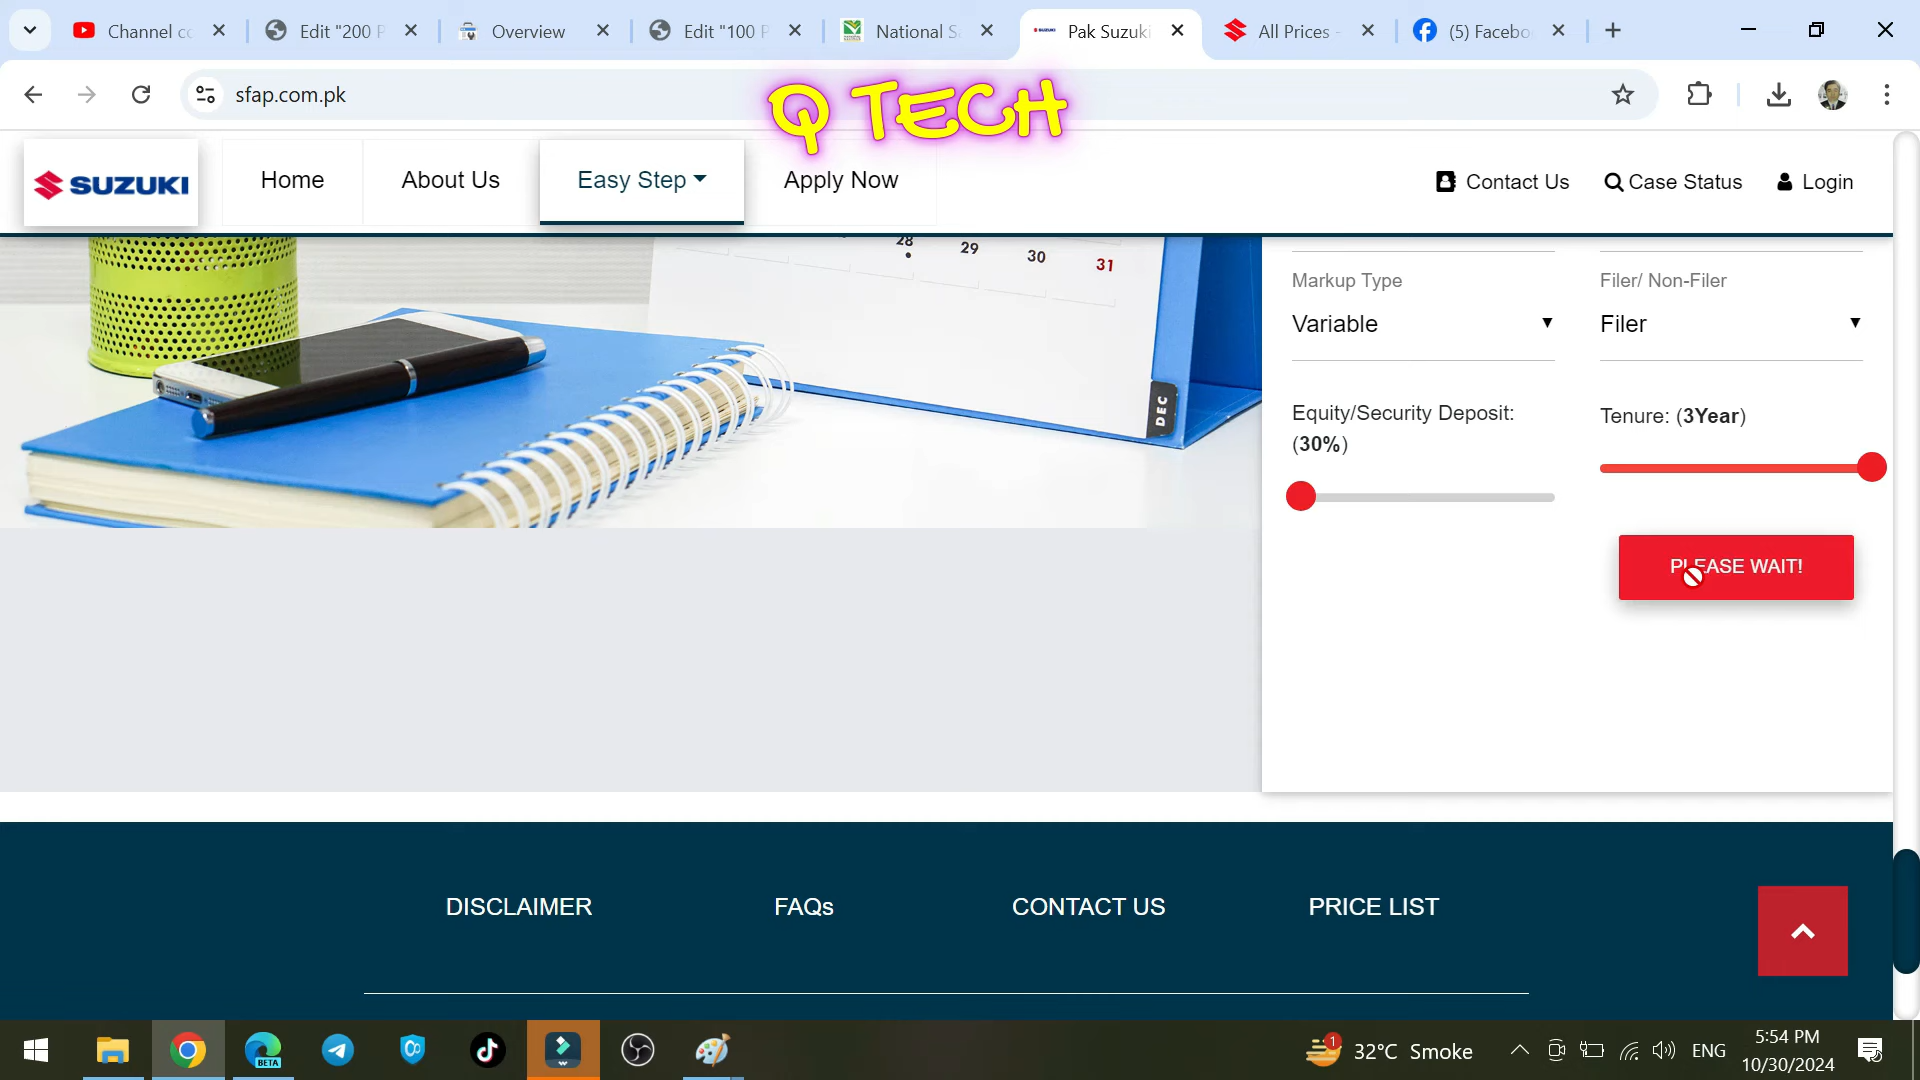 Channel cc
Edit "200 P
Overview
Edit "100 P
National S
Pak Suzuki
All Prices -
(5) Facebo
sfap.com.pk
Q TECH
SUZUKI
Home
About Us
Easy Step
Apply Now
Contact Us
Case Status
Login
28
29
30
31
DEC
Markup Type
Filer/ Non-Filer
Variable
Filer
Equity/Security Deposit:
(30%)
Tenure: (3Year)
PLEASE WAIT!
DISCLAIMER
FAQs
CONTACT US
PRICE LIST
BETA
1
32°C Smoke
ENG
5:54 PM
10/30/2024